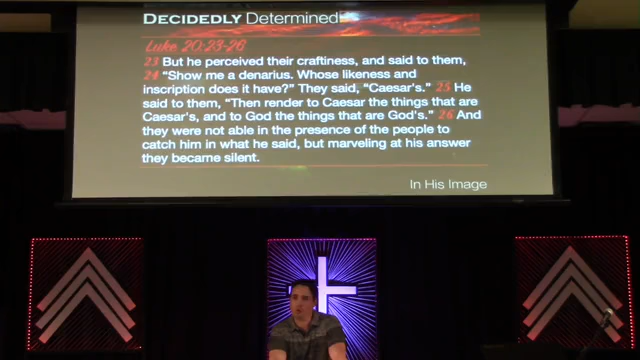 DECIDEDLY Determined
Luke 20:23-26
23 But he perceived their craftiness, and said to them,
24 “Show me a denarius. Whose likeness and
inscription does it have?” They said, “Caesar's.” 25 He
said to them, “Then render to Caesar the things that are
Caesar's, and to God the things that are God's.” 26 And
they were not able in the presence of the people to
catch him in what he said, but marveling at his answer
they became silent.
In His Image